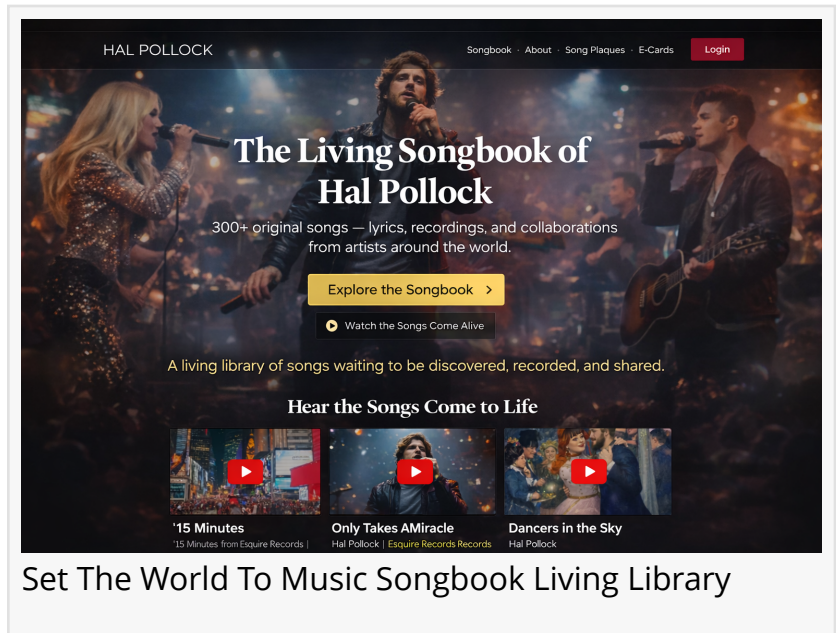 HAL POLLOCK
Songbook · About · Song Plaques · E-Cards Login
The Living Songbook of
Hal Pollock
300+ original songs — lyrics, recordings, and collaborations
from artists around the world.
Explore the Songbook >
Watch the Songs Come Alive
A living library of songs waiting to be discovered, recorded, and shared.
Hear the Songs Come to Life
'15 Minutes
'15 Minutes from Esquire Records |
Only Takes AMiracle
Hal Pollock | Esquire Records Records
Dancers in the Sky
Hal Pollock
Set The World To Music Songbook Living Library